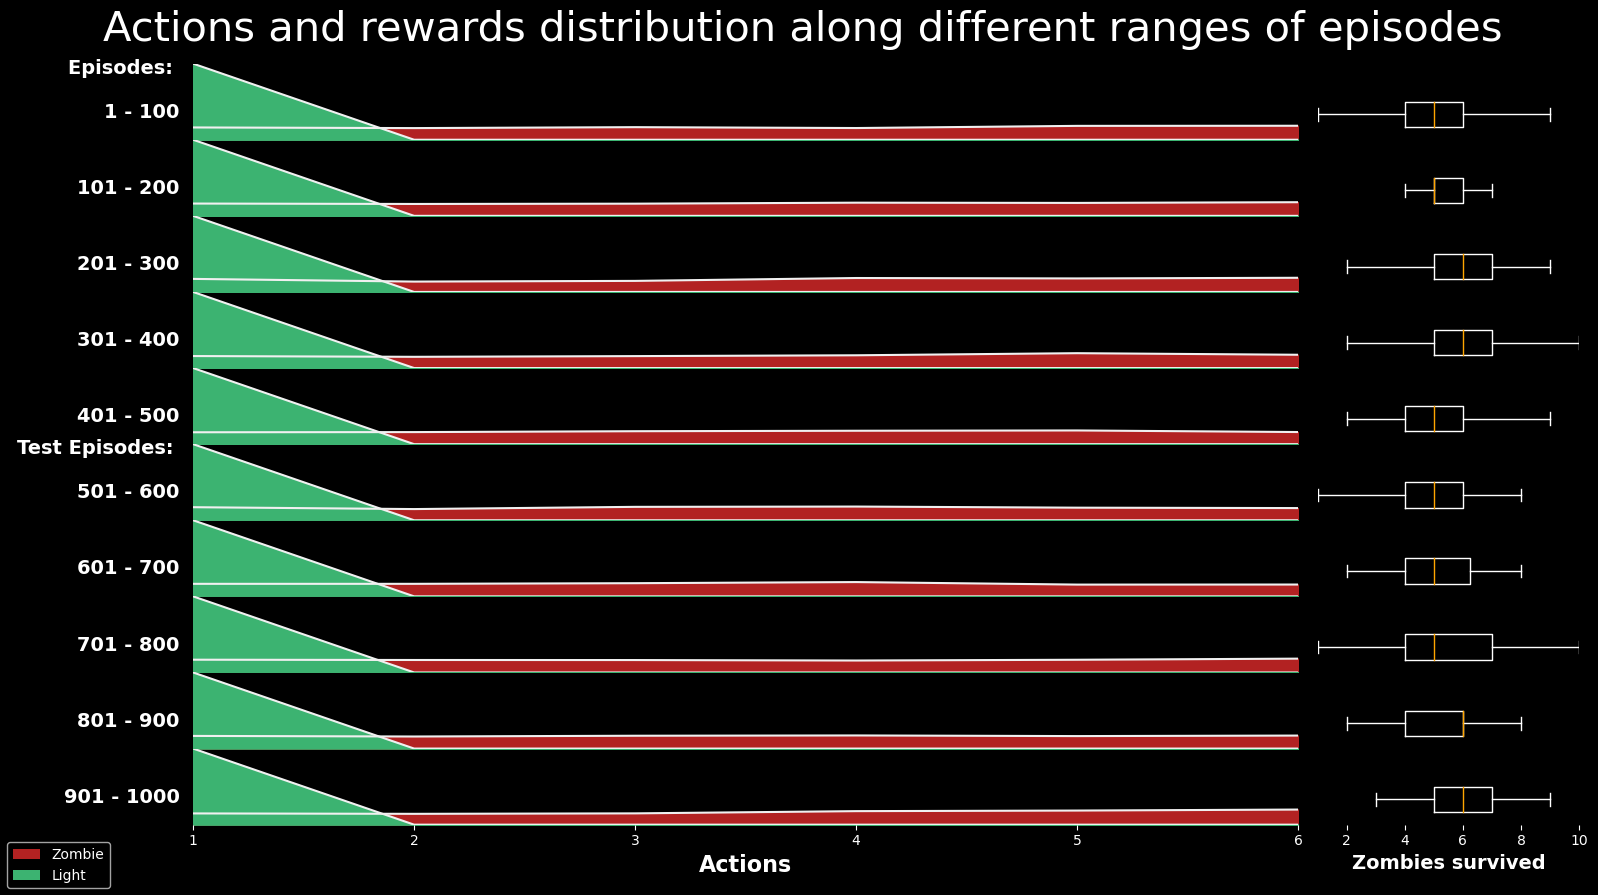 Actions and rewards distribution along different ranges of episodes
Episodes:
1 - 100
101 - 200
201 - 300
301 - 400
401 - 500
Test Episodes:
501 - 600
601 - 700
701 - 800
801 - 900
901 - 1000
1 2 3 4 5 6
2 4 6 8 10
Actions
Zombies survived
Zombie
Light